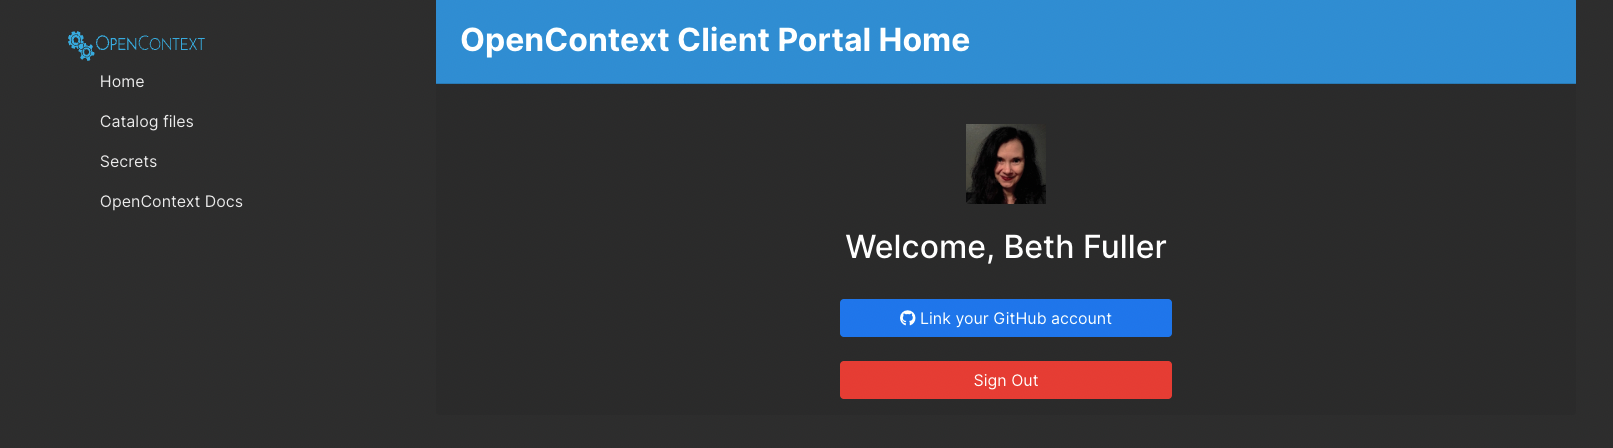 OPENCONTEXT
Home
Catalog files
Secrets
OpenContext Docs
OpenContext Client Portal Home
Welcome, Beth Fuller
Link your GitHub account
Sign Out